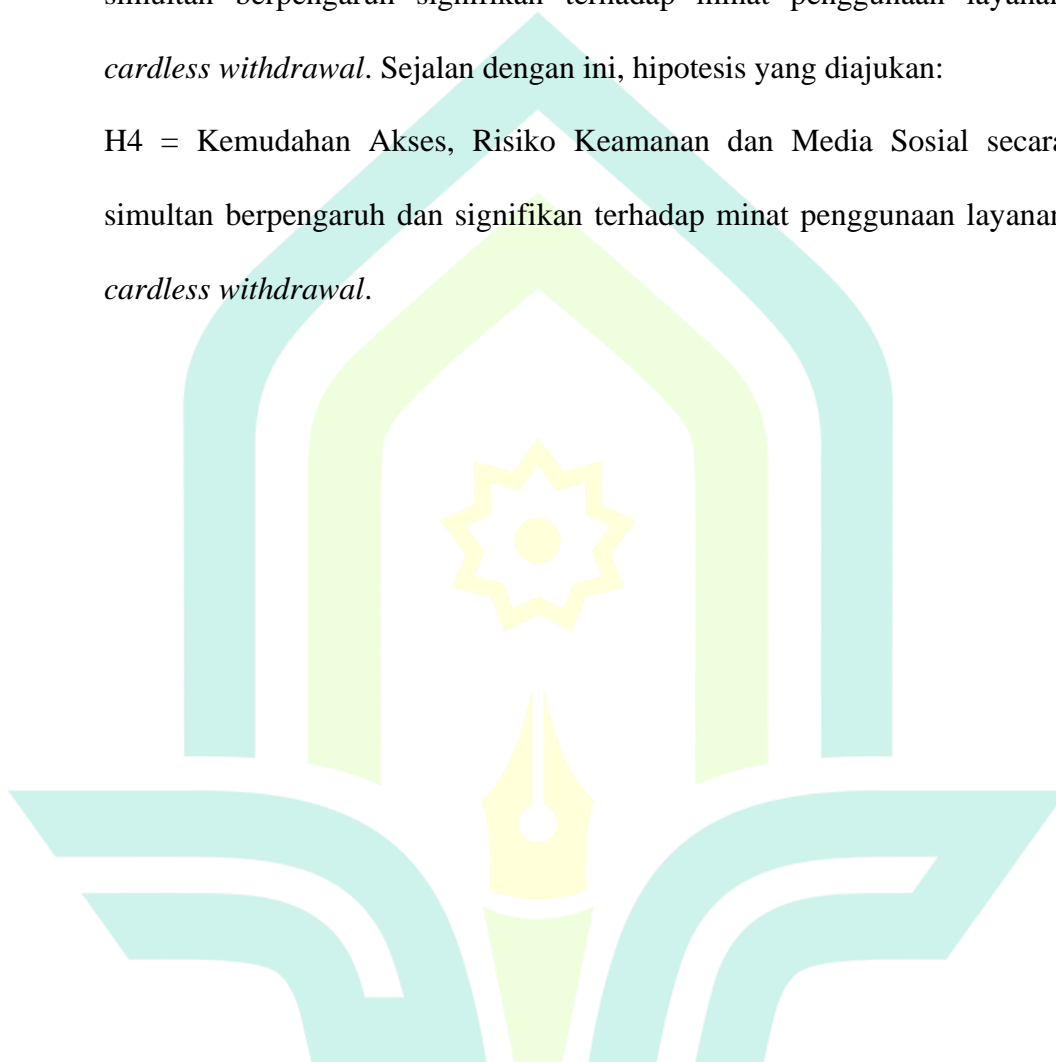 simultan berpengaruh signifikan terhadap minat penggunaan layanan
cardless withdrawal. Sejalan dengan ini, hipotesis yang diajukan:
H4 = Kemudahan Akses, Risiko Keamanan dan Media Sosial secara
simultan berpengaruh dan signifikan terhadap minat penggunaan layanan
cardless withdrawal.